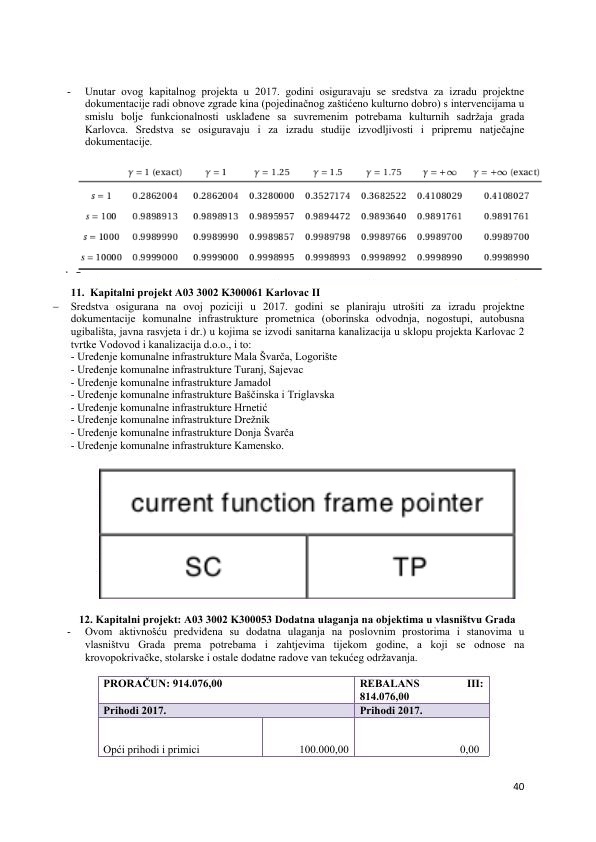 - Unutar ovog kapitalnog projekta u 2017. godini osiguravaju se sredstva za izradu projektne
dokumentacije radi obnove zgrade kina (pojedinačnog zaštićeno kulturno dobro) s intervencijama u
smislu bolje funkcionalnosti usklađene sa suvremenim potrebama kulturnih sadržaja grada
Karlovca. Sredstva se osiguravaju i za izradu studije izvodljivosti i pripremu natječajne
dokumentacije.
γ = 1 (exact) γ = 1 γ = 1.25 γ = 1.5 γ = 1.75 γ = +∞ γ = +∞ (exact)
s = 1 0.2862004 0.2862004 0.3280000 0.3527174 0.3682522 0.4108029 0.4108027
s = 100 0.9898913 0.9898913 0.9895957 0.9894472 0.9893640 0.9891761 0.9891761
s = 1000 0.9989990 0.9989990 0.9989857 0.9989798 0.9989766 0.9989700 0.9989700
s = 10000 0.9999000 0.9999000 0.9998995 0.9998993 0.9998992 0.9998990 0.9998990
11. Kapitalni projekt A03 3002 K300061 Karlovac II
– Sredstva osigurana na ovoj poziciji u 2017. godini se planiraju utrošiti za izradu projektne
dokumentacije komunalne infrastrukture prometnica (oborinska odvodnja, nogostupi, autobusna
ugibališta, javna rasvjeta i dr.) u kojima se izvodi sanitarna kanalizacija u sklopu projekta Karlovac 2
tvrtke Vodovod i kanalizacija d.o.o., i to:
- Uređenje komunalne infrastrukture Mala Švarča, Logorište
- Uređenje komunalne infrastrukture Turanj, Sajevac
- Uređenje komunalne infrastrukture Jamadol
- Uređenje komunalne infrastrukture Baščinska i Triglavska
- Uređenje komunalne infrastrukture Hrnetić
- Uređenje komunalne infrastrukture Drežnik
- Uređenje komunalne infrastrukture Donja Švarča
- Uređenje komunalne infrastrukture Kamensko.
current function frame pointer
SC TP
12. Kapitalni projekt: A03 3002 K300053 Dodatna ulaganja na objektima u vlasništvu Grada
- Ovom aktivnošću predviđena su dodatna ulaganja na poslovnim prostorima i stanovima u
vlasništvu Grada prema potrebama i zahtjevima tijekom godine, a koji se odnose na
krovopokrivačke, stolarske i ostale dodatne radove van tekućeg održavanja.
PRORAČUN: 914.076,00 REBALANS III:
814.076,00
Prihodi 2017. Prihodi 2017.
Opći prihodi i primici 100.000,00 0,00
40